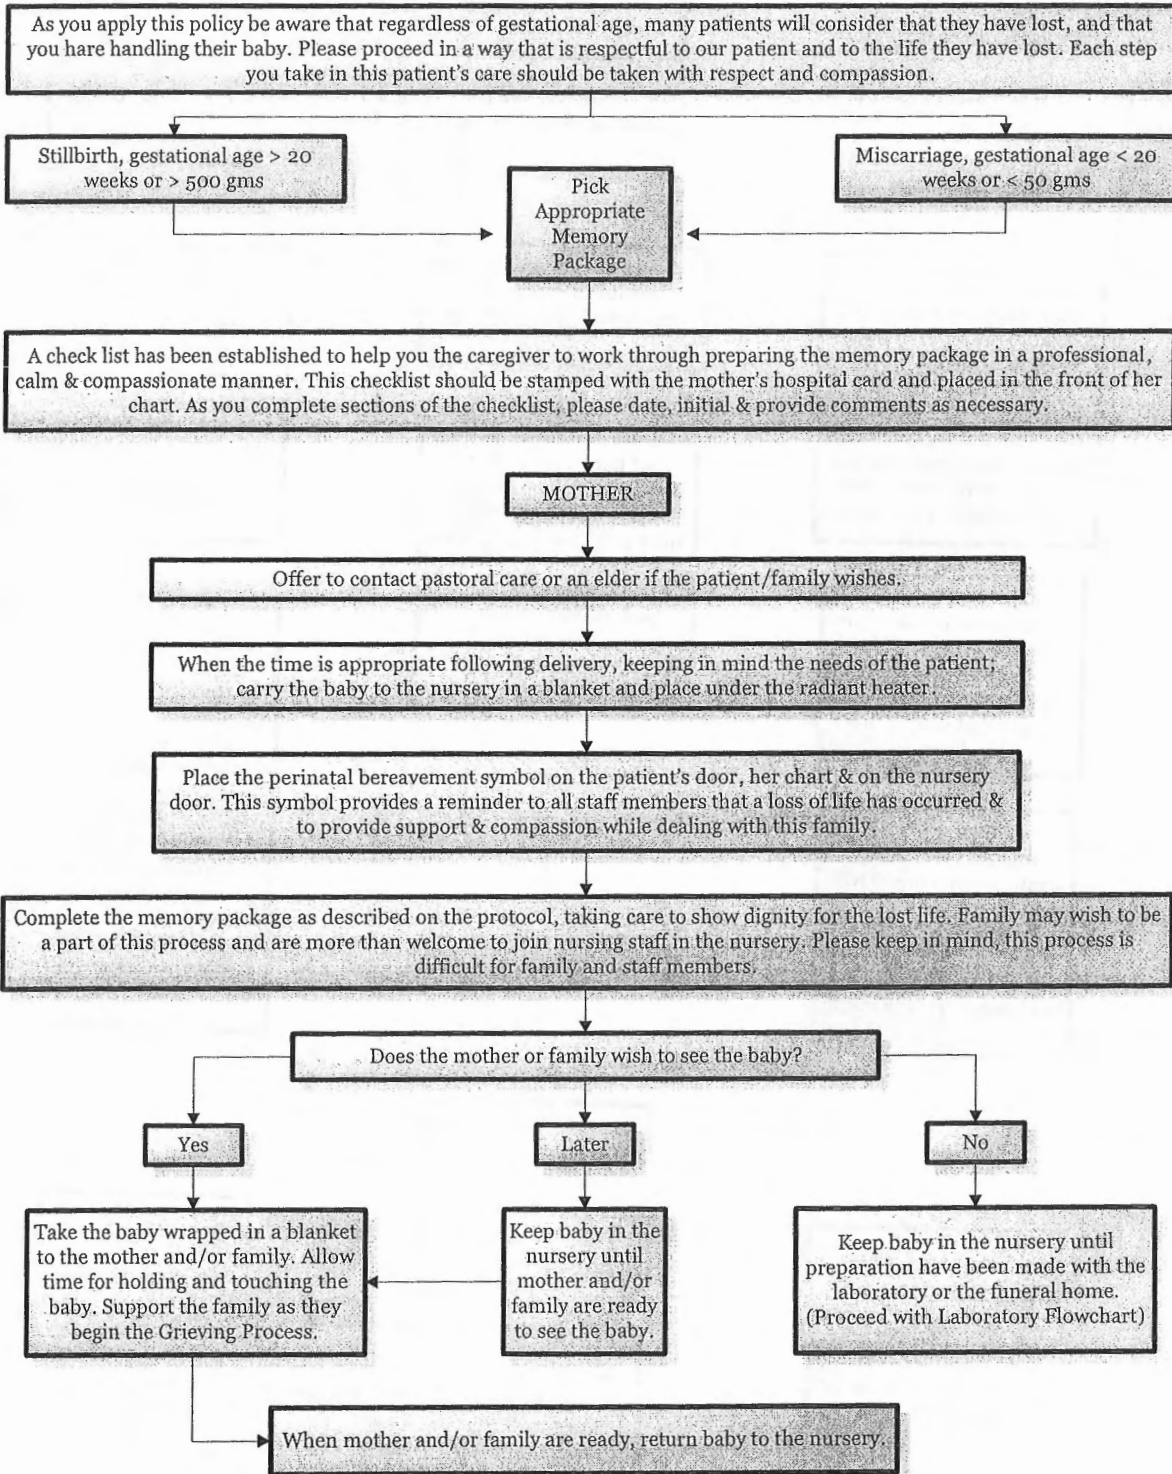 As you apply this policy be aware that regardless of gestational age, many patients will consider that they have lost, and that
you hare handling their baby. Please proceed in a way that is respectful to our patient and to the life they have lost. Each step
you take in this patient's care should be taken with respect and compassion.
Stillbirth, gestational age > 20
weeks or > 500 gms
Miscarriage, gestational age < 20
weeks or < 50 gms
Pick
Appropriate
Memory
Package
A check list has been established to help you the caregiver to work through preparing the memory package in a professional,
calm & compassionate manner. This checklist should be stamped with the mother's hospital card and placed in the front of her
chart. As you complete sections of the checklist, please date, initial & provide comments as necessary.
MOTHER
Offer to contact pastoral care or an elder if the patient/family wishes.
When the time is appropriate following delivery, keeping in mind the needs of the patient;
carry the baby to the nursery in a blanket and place under the radiant heater.
Place the perinatal bereavement symbol on the patient's door, her chart & on the nursery
door. This symbol provides a reminder to all staff members that a loss of life has occurred &
to provide support & compassion while dealing with this family.
Complete the memory package as described on the protocol, taking care to show dignity for the lost life. Family may wish to be
a part of this process and are more than welcome to join nursing staff in the nursery. Please keep in mind, this process is
difficult for family and staff members.
Does the mother or family wish to see the baby?
Yes
Later
No
Take the baby wrapped in a blanket
to the mother and/or family. Allow
time for holding and touching the
baby. Support the family as they
begin the Grieving Process.
Keep baby in the
nursery until
mother and/or
family are ready
to see the baby.
Keep baby in the nursery until
preparation have been made with the
laboratory or the funeral home.
(Proceed with Laboratory Flowchart)
When mother and/or family are ready, return baby to the nursery.